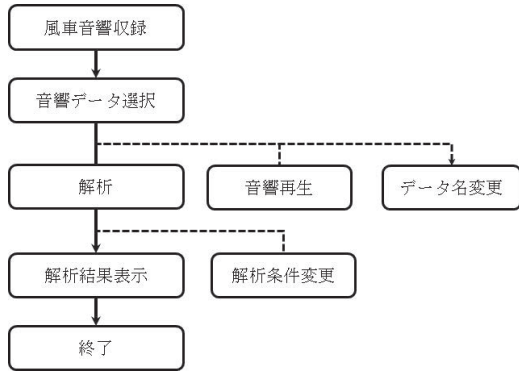 風車音響収録
音響データ選択
解析
音響再生
データ名変更
解析結果表示
解析条件変更
終了